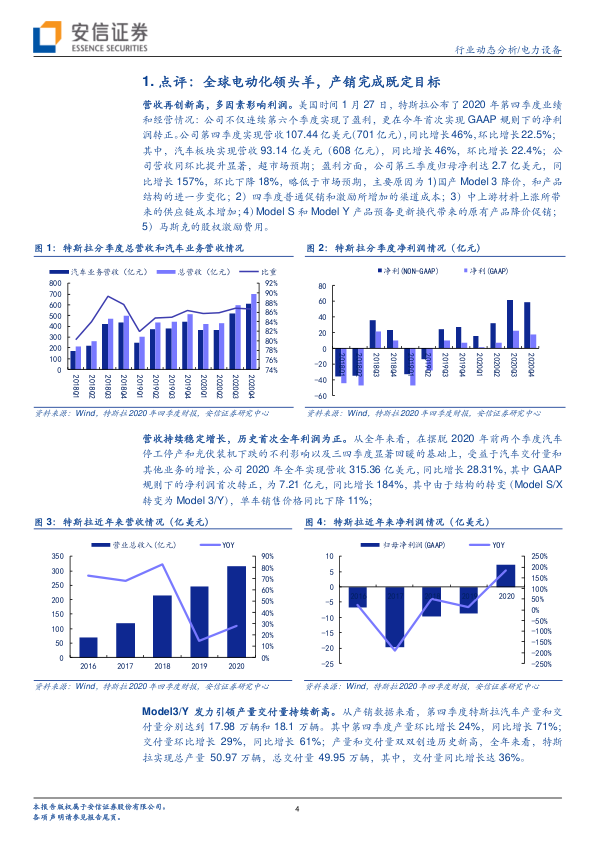 安信证券
ESSENCE SECURITIES
行业动态分析/电力设备
1. 点评：全球电动化领头羊，产销完成既定目标
营收再创新高，多因素影响利润。美国时间 1 月 27 日，特斯拉公布了 2020 年第四季度业绩
和经营情况：公司不仅连续第六个季度实现了盈利，更在今年首次实现 GAAP 规则下的净利
润转正。公司第四季度实现营收 107.44 亿美元(701 亿元)，同比增长 46%，环比增长 22.5%；
其中，汽车板块实现营收 93.14 亿美元（608 亿元），同比增长 46%，环比增长 22.4%；公
司营收同环比提升显著，超市场预期；盈利方面，公司第三季度归母净利达 2.7 亿美元，同
比增长 157%，环比下降 18%，略低于市场预期，主要原因为 1)国产 Model 3 降价，和产品
结构的进一步变化；2）四季度普通促销和激励所增加的渠道成本；3）中上游材料上涨所带
来的供应链成本增加；4) Model S 和 Model Y 产品预备更新换代带来的原有产品降价促销；
5）马斯克的股权激励费用。
图 1：特斯拉分季度总营收和汽车业务营收情况
汽车业务营收（亿元） 总营收（亿元） 比重
800
700
600
500
400
300
200
100
0
92%
90%
88%
86%
84%
82%
80%
78%
76%
74%
2018Q1 2018Q2 2018Q3 2018Q4 2019Q1 2019Q2 2019Q3 2019Q4 2020Q1 2020Q2 2020Q3 2020Q4
资料来源：Wind，特斯拉 2020 年四季度财报，安信证券研究中心
图 2：特斯拉分季度净利润情况（亿元）
净利(NON-GAAP) 净利(GAAP)
80
60
40
20
0
-20
-40
-60
2018Q1 2018Q2 2018Q3 2018Q4 2019Q1 2019Q2 2019Q3 2019Q4 2020Q1 2020Q2 2020Q3 2020Q4
资料来源：Wind，特斯拉 2020 年四季度财报，安信证券研究中心
营收持续稳定增长，历史首次全年利润为正。从全年来看，在摆脱 2020 年前两个季度汽车
停工停产和光伏装机下跌的不利影响以及三四季度显著回暖的基础上，受益于汽车交付量和
其他业务的增长，公司 2020 年全年实现营收 315.36 亿美元，同比增长 28.31%，其中 GAAP
规则下的净利润首次转正，为 7.21 亿元，同比增长 184%，其中由于结构的转变（Model S/X
转变为 Model 3/Y），单车销售价格同比下降 11%；
图 3：特斯拉近年来营收情况（亿美元）
营业总收入(亿元) YOY
350
300
250
200
150
100
50
0
90%
80%
70%
60%
50%
40%
30%
20%
10%
0%
2016 2017 2018 2019 2020
资料来源：Wind，特斯拉 2020 年四季度财报，安信证券研究中心
图 4：特斯拉近年来净利润情况（亿美元）
归母净利润(GAAP) YOY
10
5
0
-5
-10
-15
-20
-25
250%
200%
150%
100%
50%
0%
-50%
-100%
-150%
-200%
-250%
2020
资料来源：Wind，特斯拉 2020 年四季度财报，安信证券研究中心
Model3/Y 发力引领产量交付量持续新高。从产销数据来看，第四季度特斯拉汽车产量和交
付量分别达到 17.98 万辆和 18.1 万辆。其中第四季度产量环比增长 24%，同比增长 71%；
交付量环比增长 29%，同比增长 61%；产量和交付量双双创造历史新高，全年来看，特斯
拉实现总产量 50.97 万辆，总交付量 49.95 万辆，其中，交付量同比增长达 36%。
本报告版权属于安信证券股份有限公司。
各项声明请参见报告尾页。
4